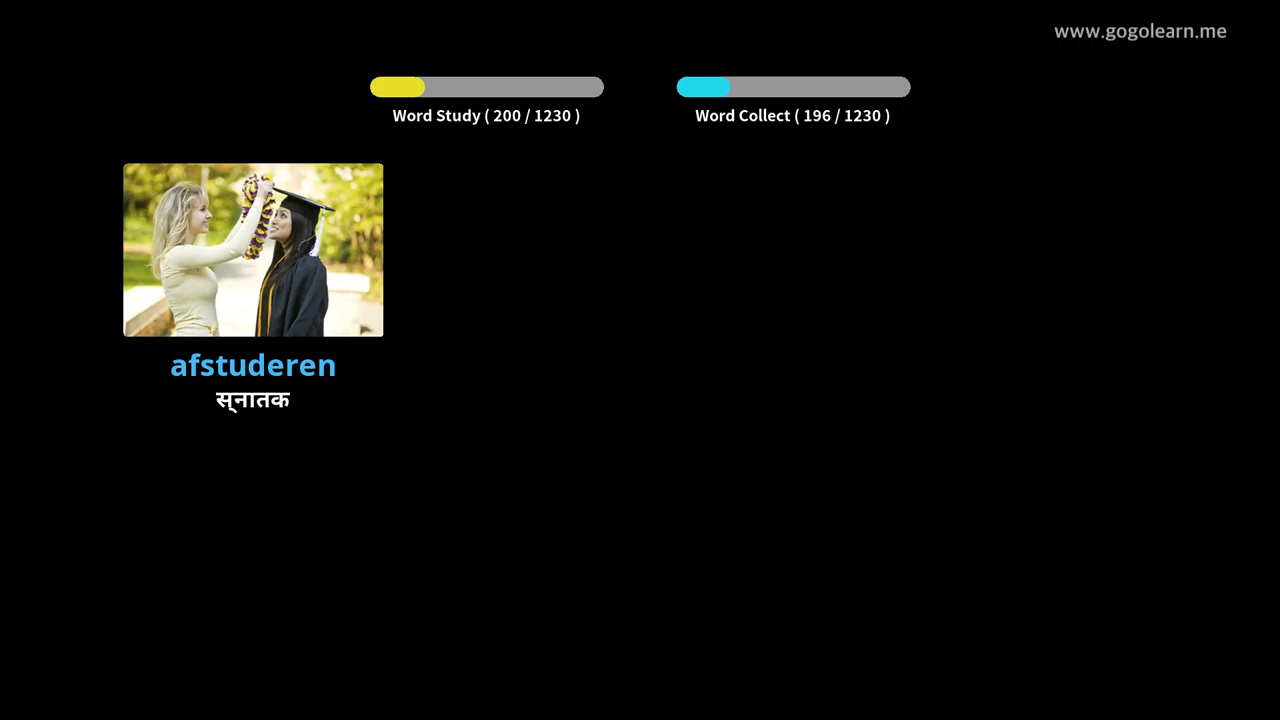 www.gogolearn.me
Word Study ( 200 / 1230 )
Word Collect ( 196 / 1230 )
afstuderen
स्‌नातक